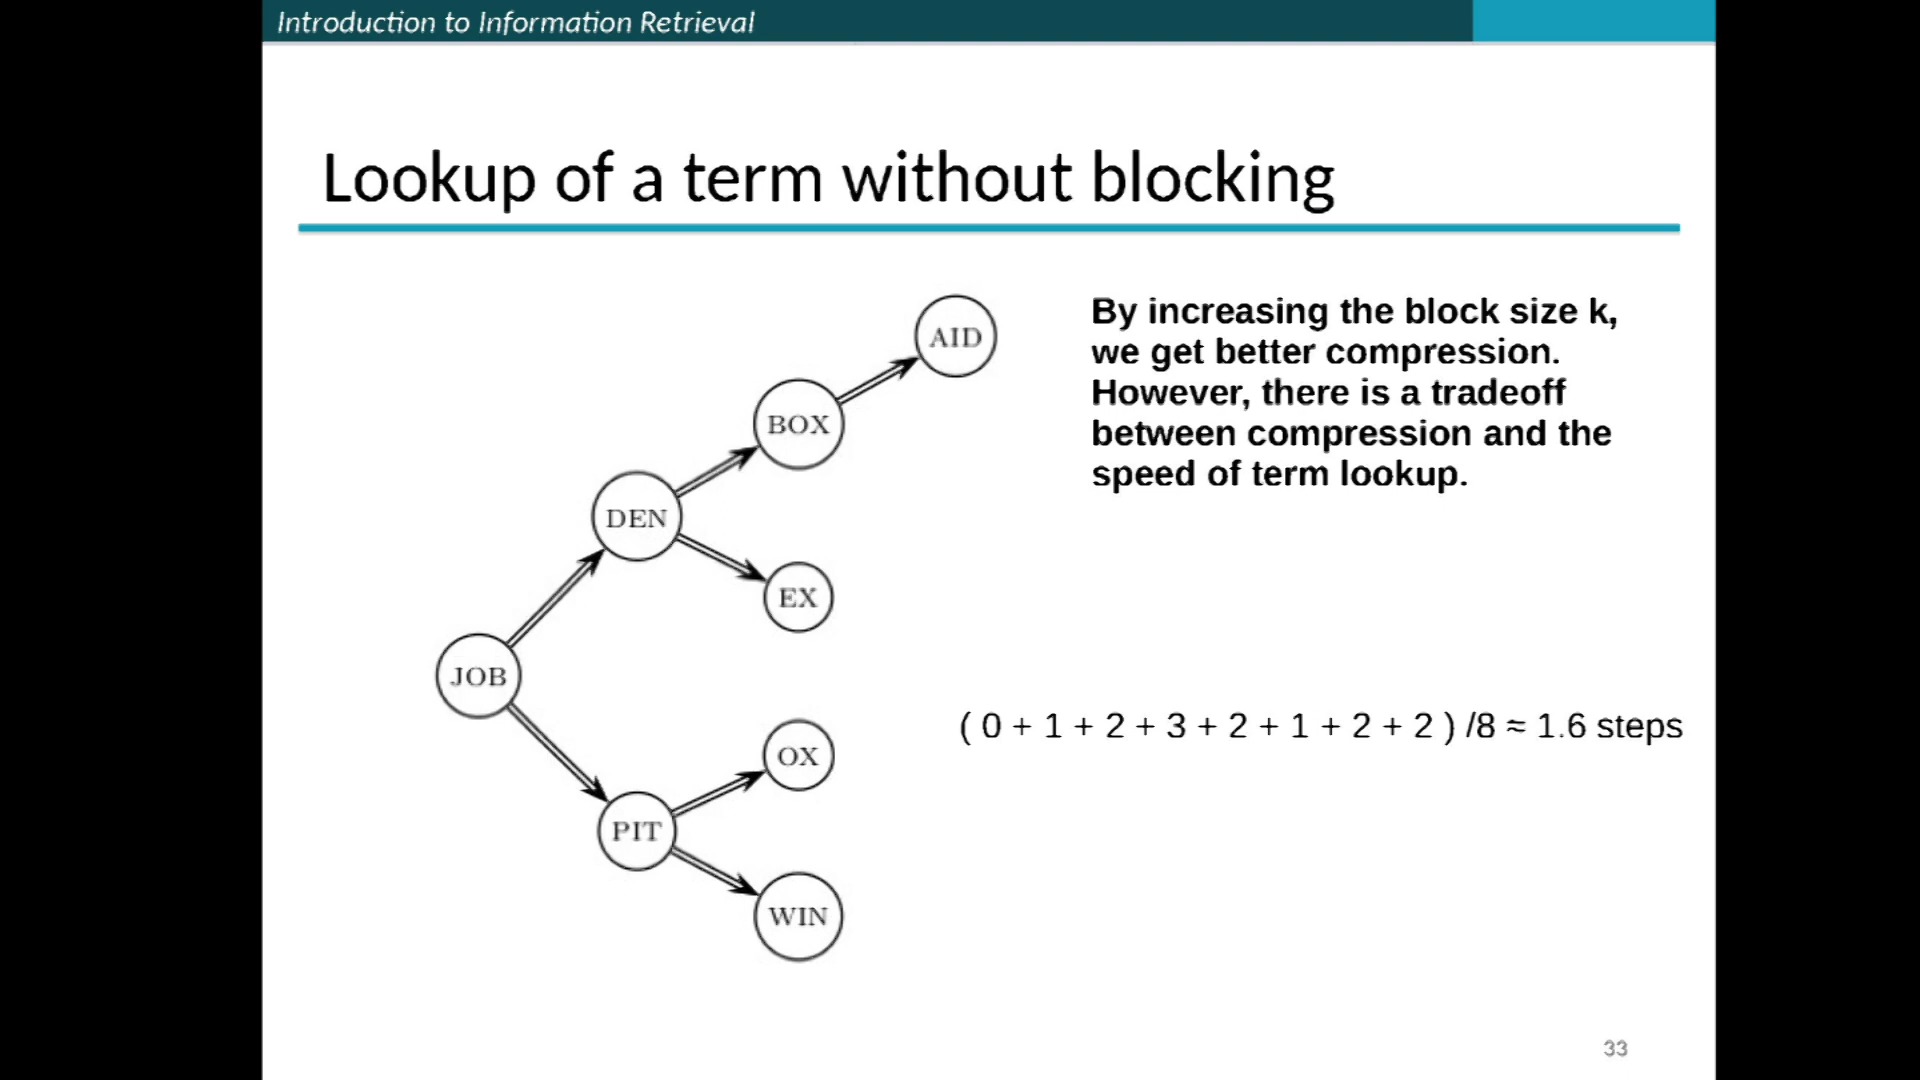 Introduction to Information Retrieval
Lookup of a term without blocking
AID
BOX
DEN
EX
JOB
OX
PIT
WIN
By increasing the block size k,
we get better compression.
However, there is a tradeoff
between compression and the
speed of term lookup.
( 0 + 1 + 2 + 3 + 2 + 1 + 2 + 2 ) /8 ≈ 1.6 steps
33